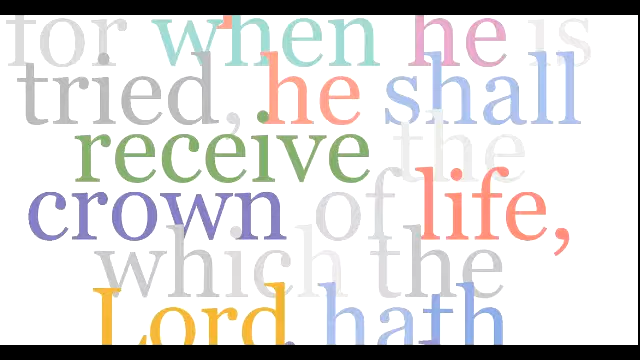 for when he is
tried, he shall
receive the
crown of life,
which the
Lord hath